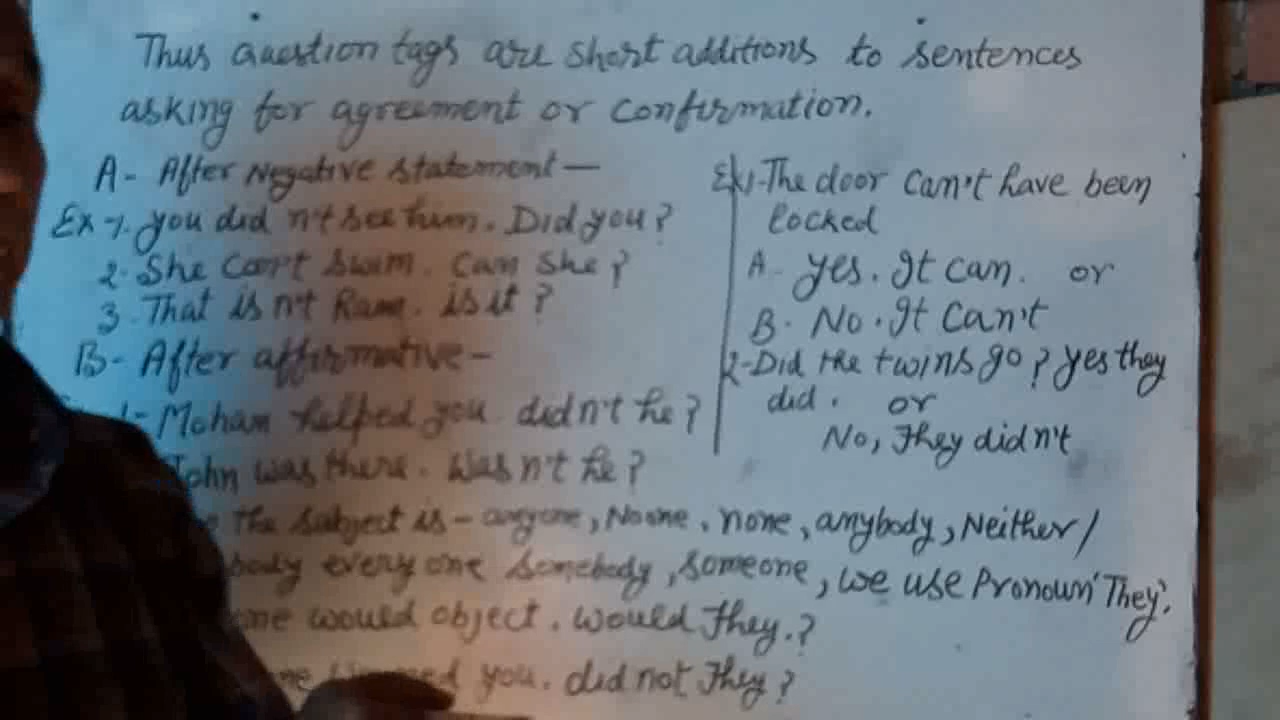 Thus question tags are short additions to sentences
asking for agreement or confirmation.
A- After Negative statement—
Ex 1. you did n't see him. Did you?
2. She can't swim. Can she?
3. That is n't Ram. is it?
B- After affirmative-
1- Moham helped you didn't he?
John was there. Wasn't he?
the subject is - anyone, No one, none, anybody, Neither/
body every one somebody, someone, we use Pronoun 'They'.
one would object. would they.?
you. did not They?
Ex1-The door can't have been
locked
A- yes. It can. or
B- No. It can't
2-Did the twins go? yes they
did. or
No, They didn't